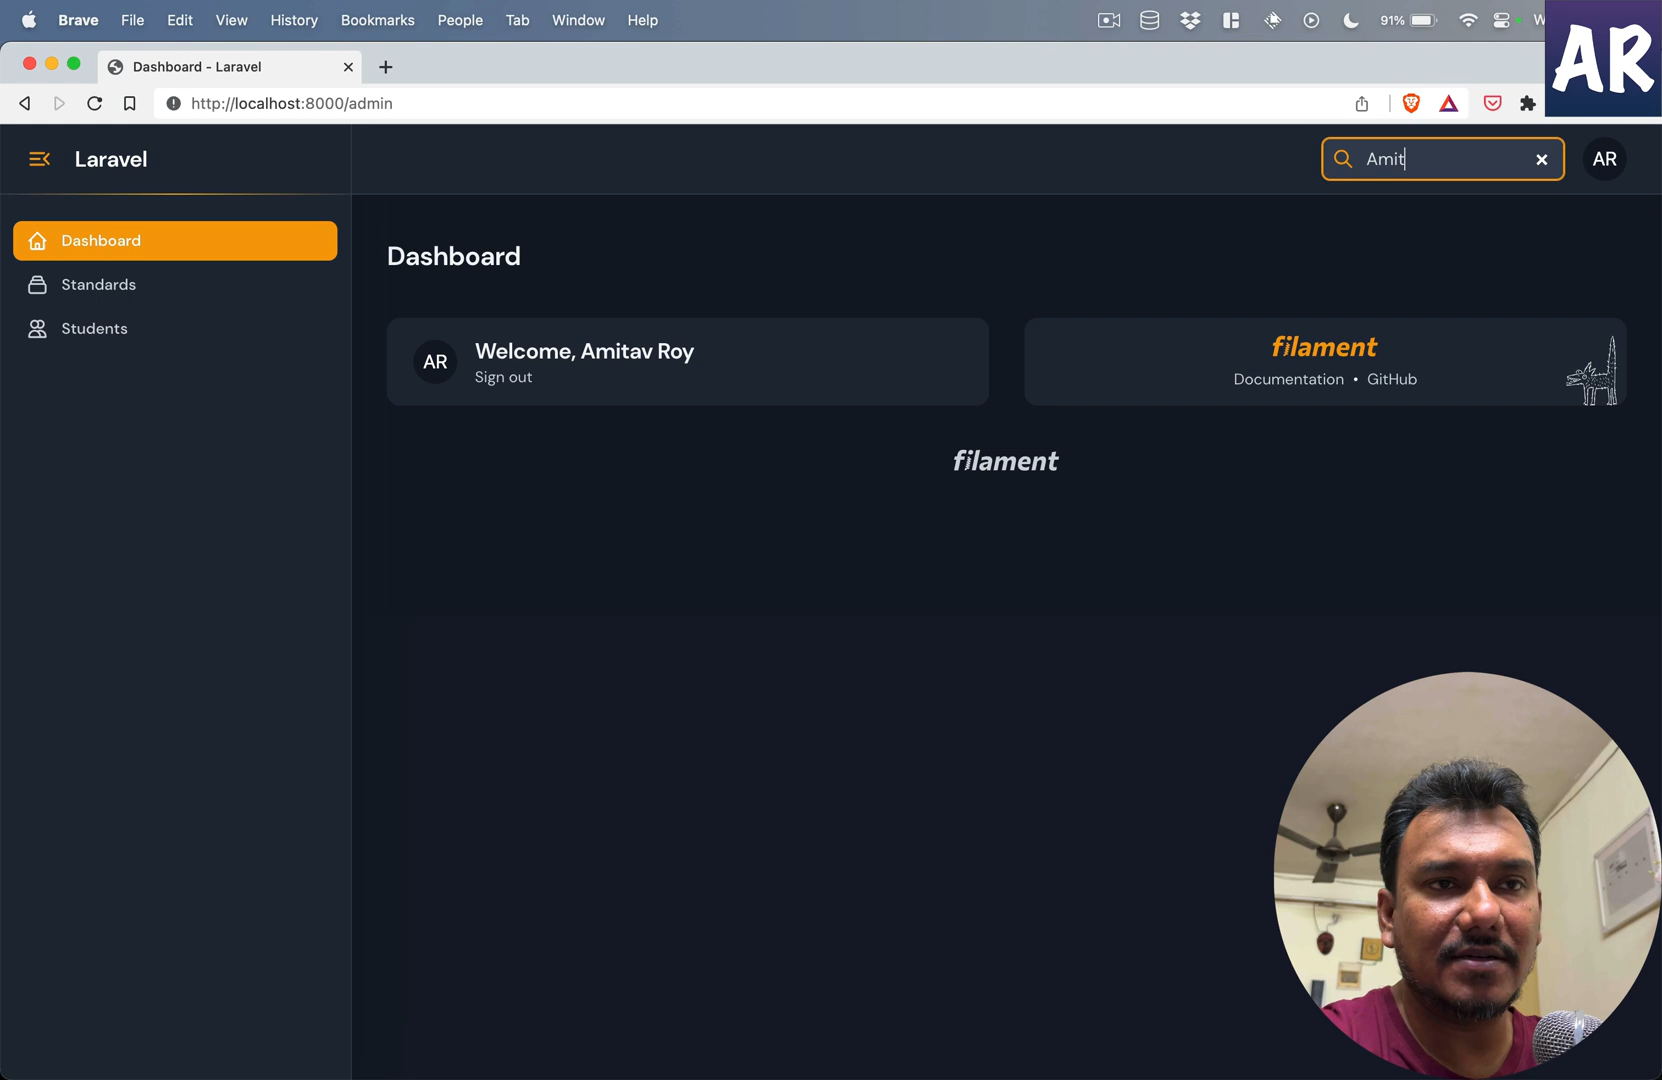 Brave File Edit View History Bookmarks People Tab Window Help 91% W
AR
Dashboard - Laravel
http://localhost:8000/admin
Laravel
Amit
AR
Dashboard
Standards
Students
Dashboard
AR
Welcome, Amitav Roy
Sign out
filament
Documentation • GitHub
filament